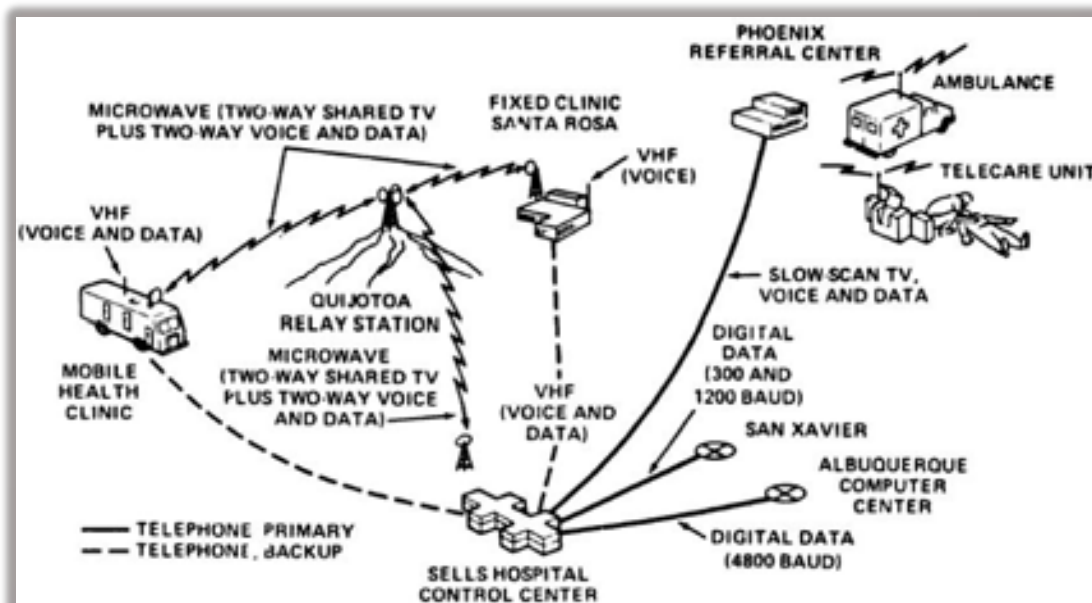 PHOENIX
REFERRAL CENTER
AMBULANCE
MICROWAVE (TWO-WAY SHARED TV
PLUS TWO-WAY VOICE AND DATA)
FIXED CLINIC
SANTA ROSA
VHF
(VOICE)
TELECARE UNIT
VHF
(VOICE AND DATA)
SLOW-SCAN TV,
VOICE AND DATA
QUIJOTOA
RELAY STATION
DIGITAL
DATA
(300 AND
1200 BAUD)
MICROWAVE
(TWO-WAY SHARED TV
PLUS TWO-WAY VOICE
AND DATA)
MOBILE
HEALTH
CLINIC
VHF
(VOICE AND
DATA)
SAN XAVIER
ALBUQUERQUE
COMPUTER
CENTER
TELEPHONE PRIMARY
TELEPHONE, BACKUP
DIGITAL DATA
(4800 BAUD)
SELLS HOSPITAL
CONTROL CENTER